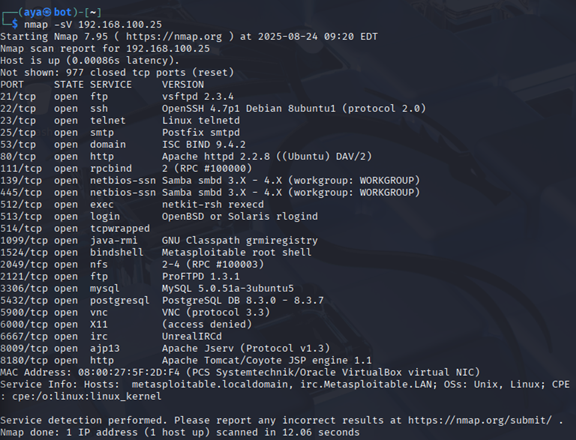 ┌──(aya㉿bot)-[~]
└─$ nmap -sV 192.168.100.25
Starting Nmap 7.95 ( https://nmap.org ) at 2025-08-24 09:20 EDT
Nmap scan report for 192.168.100.25
Host is up (0.00086s latency).
Not shown: 977 closed tcp ports (reset)
PORT     STATE SERVICE     VERSION
21/tcp   open  ftp         vsftpd 2.3.4
22/tcp   open  ssh         OpenSSH 4.7p1 Debian 8ubuntu1 (protocol 2.0)
23/tcp   open  telnet      Linux telnetd
25/tcp   open  smtp        Postfix smtpd
53/tcp   open  domain      ISC BIND 9.4.2
80/tcp   open  http        Apache httpd 2.2.8 ((Ubuntu) DAV/2)
111/tcp  open  rpcbind     2 (RPC #100000)
139/tcp  open  netbios-ssn Samba smbd 3.X - 4.X (workgroup: WORKGROUP)
445/tcp  open  netbios-ssn Samba smbd 3.X - 4.X (workgroup: WORKGROUP)
512/tcp  open  exec        netkit-rsh rexecd
513/tcp  open  login       OpenBSD or Solaris rlogind
514/tcp  open  tcpwrapped
1099/tcp open  java-rmi    GNU Classpath grmiregistry
1524/tcp open  bindshell   Metasploitable root shell
2049/tcp open  nfs         2-4 (RPC #100003)
2121/tcp open  ftp         ProFTPD 1.3.1
3306/tcp open  mysql       MySQL 5.0.51a-3ubuntu5
5432/tcp open  postgresql  PostgreSQL DB 8.3.0 - 8.3.7
5900/tcp open  vnc         VNC (protocol 3.3)
6000/tcp open  X11         (access denied)
6667/tcp open  irc         UnrealIRCd
8009/tcp open  ajp13       Apache Jserv (Protocol v1.3)
8180/tcp open  http        Apache Tomcat/Coyote JSP engine 1.1
MAC Address: 08:00:27:5F:2D:F4 (PCS Systemtechnik/Oracle VirtualBox virtual NIC)
Service Info: Hosts:  metasploitable.localdomain, irc.Metasploitable.LAN; OSs: Unix, Linux; CPE
: cpe:/o:linux:linux_kernel

Service detection performed. Please report any incorrect results at https://nmap.org/submit/ .
Nmap done: 1 IP address (1 host up) scanned in 12.06 seconds